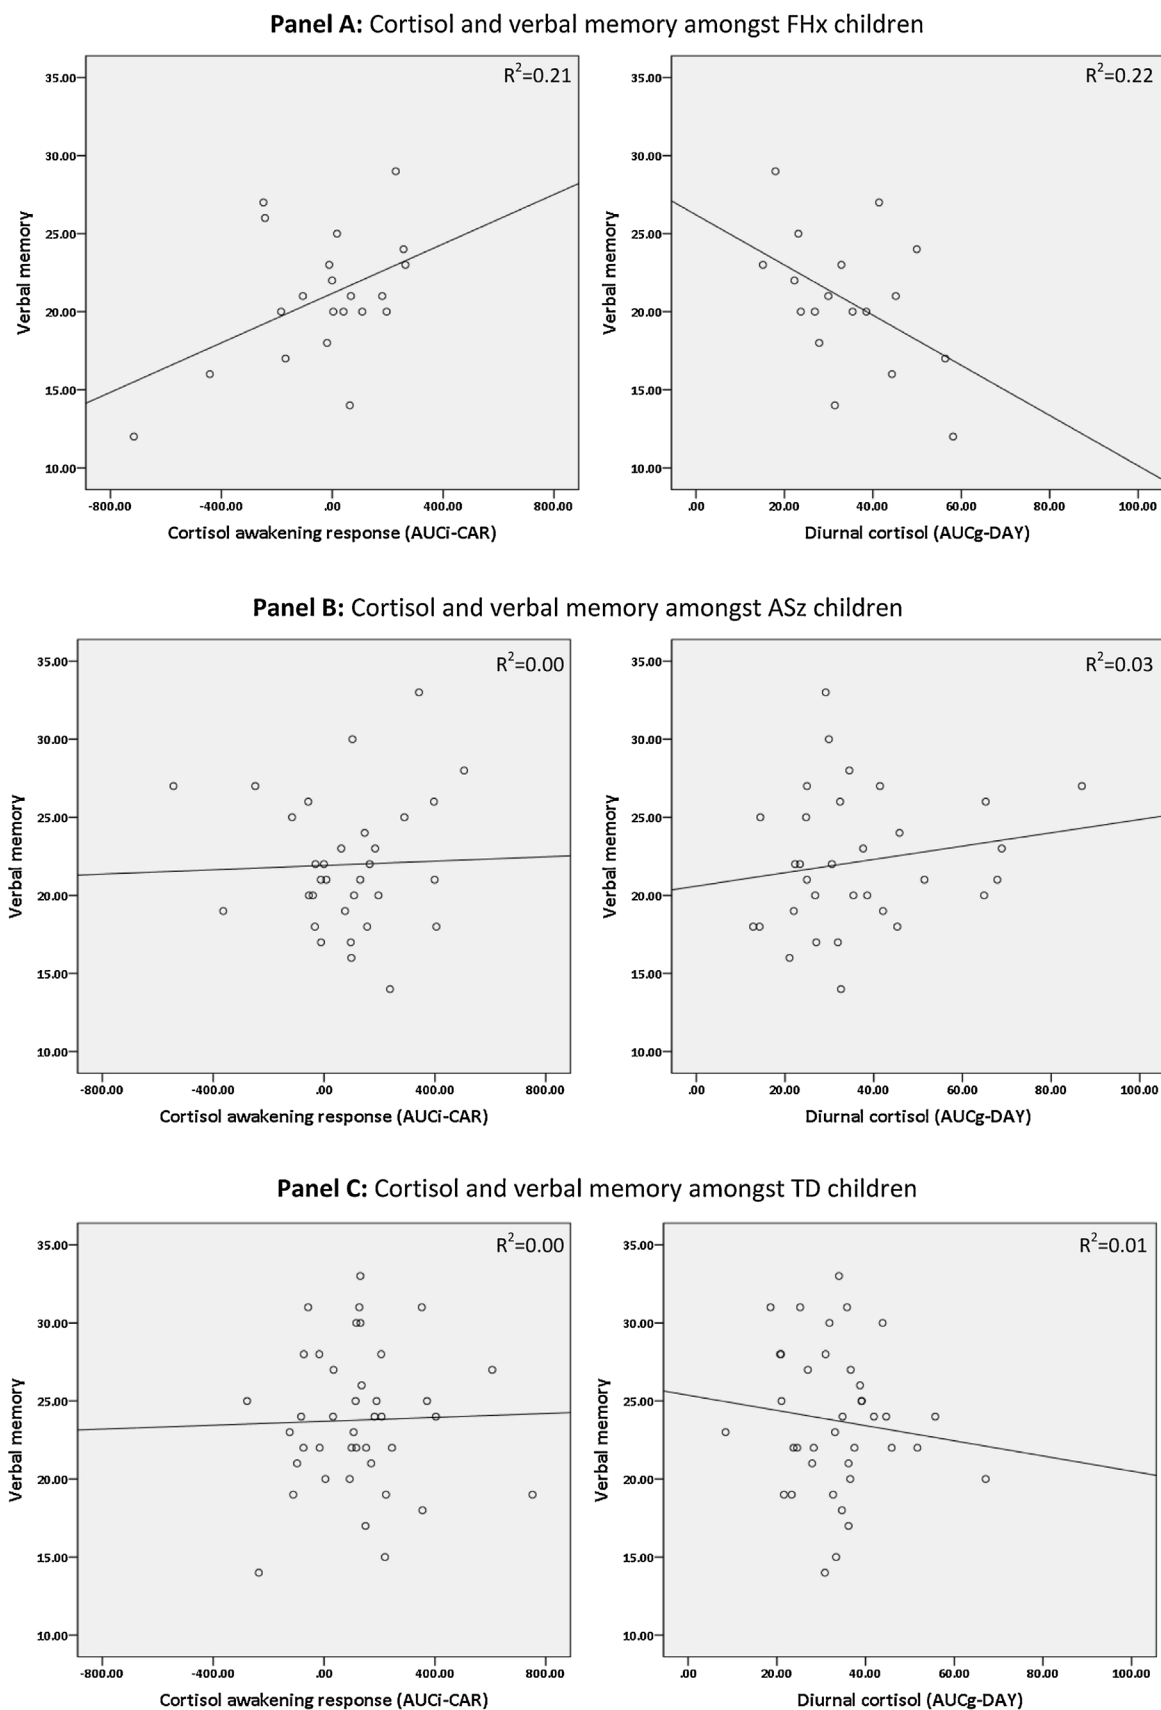 Panel A: Cortisol and verbal memory amongst FHx children
R²=0.21
35.00
30.00
25.00
20.00
15.00
10.00
Verbal memory
-800.00 -400.00 .00 400.00 800.00
Cortisol awakening response (AUCi-CAR)
R²=0.22
35.00
30.00
25.00
20.00
15.00
10.00
Verbal memory
.00 20.00 40.00 60.00 80.00 100.00
Diurnal cortisol (AUCg-DAY)
Panel B: Cortisol and verbal memory amongst ASz children
R²=0.00
35.00
30.00
25.00
20.00
15.00
10.00
Verbal memory
-800.00 -400.00 .00 400.00 800.00
Cortisol awakening response (AUCi-CAR)
R²=0.03
35.00
30.00
25.00
20.00
15.00
10.00
Verbal memory
.00 20.00 40.00 60.00 80.00 100.00
Diurnal cortisol (AUCg-DAY)
Panel C: Cortisol and verbal memory amongst TD children
R²=0.00
35.00
30.00
25.00
20.00
15.00
10.00
Verbal memory
-800.00 -400.00 .00 400.00 800.00
Cortisol awakening response (AUCi-CAR)
R²=0.01
35.00
30.00
25.00
20.00
15.00
10.00
Verbal memory
.00 20.00 40.00 60.00 80.00 100.00
Diurnal cortisol (AUCg-DAY)